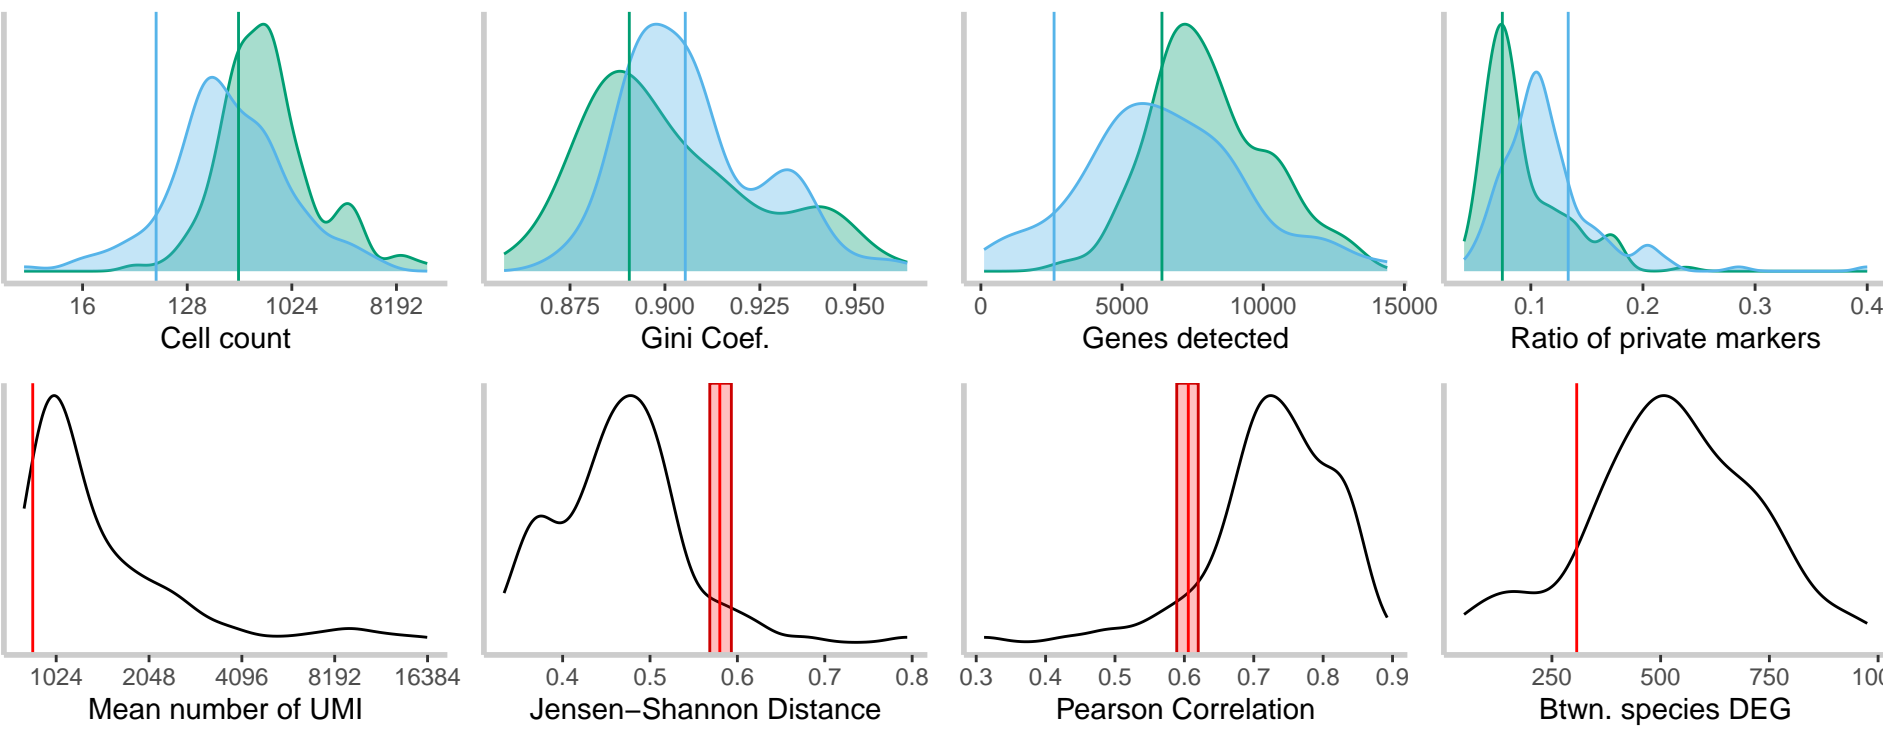 16 128 1024 8192
Cell count
0.875 0.900 0.925 0.950
Gini Coef.
0 5000 10000 14000
Genes detected
0.1 0.2 0.3 0.4
Ratio of private markers
1024 2048 4096 8192 16384
Mean number of UMI
0.4 0.5 0.6 0.7 0.8
Jensen−Shannon Distance
0.3 0.4 0.5 0.6 0.7 0.8 0.9
Pearson Correlation
250 500 750 100
Btwn. species DEG